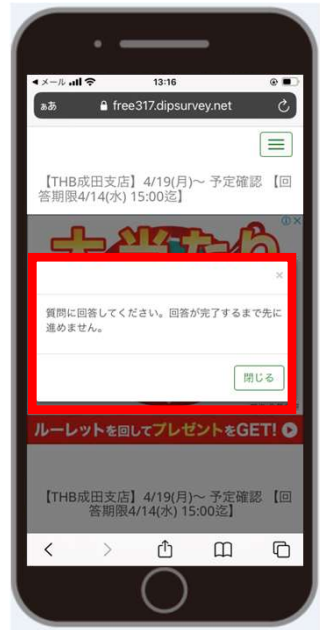 メール
13:16
ぁあ
free317.dipsurvey.net
【THB成田支店】4/19(月)～ 予定確認 【回
答期限4/14(水) 15:00迄】
大当たり
×
質問に回答してください。回答が完了するまで先に
進めません。
閉じる
ルーレットを回してプレゼントをGET!
【THB成田支店】4/19(月)～ 予定確認 【回
答期限4/14(水) 15:00迄】